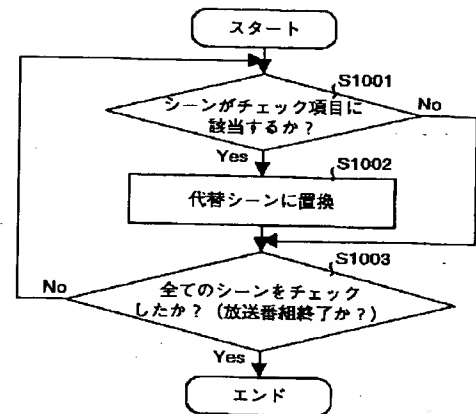 スタート
S1001
シーンがチェック項目に
該当するか？
No
Yes
S1002
代替シーンに置換
S1003
No
全てのシーンをチェック
したか？（放送番組終了か？）
Yes
エンド